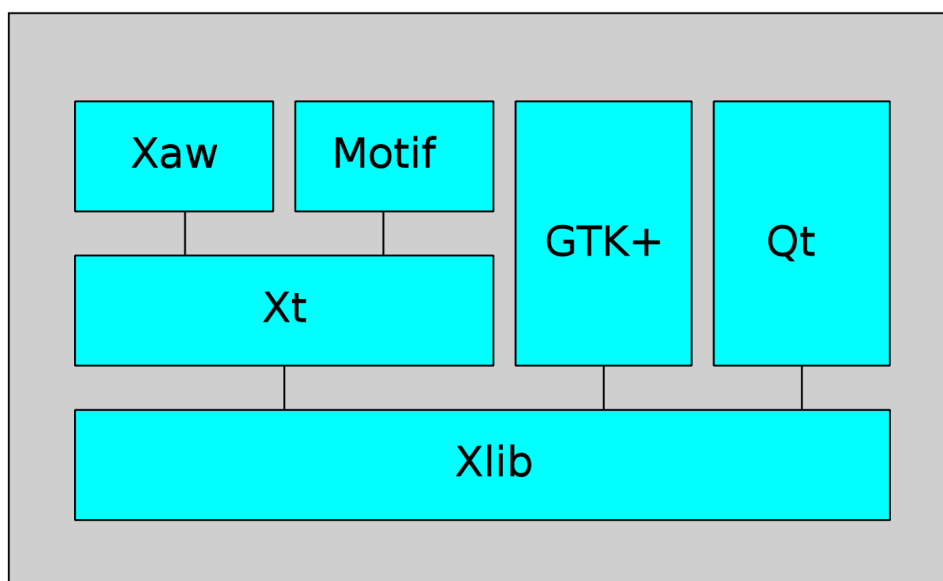 Xaw
Motif
GTK+
Qt
Xt
Xlib